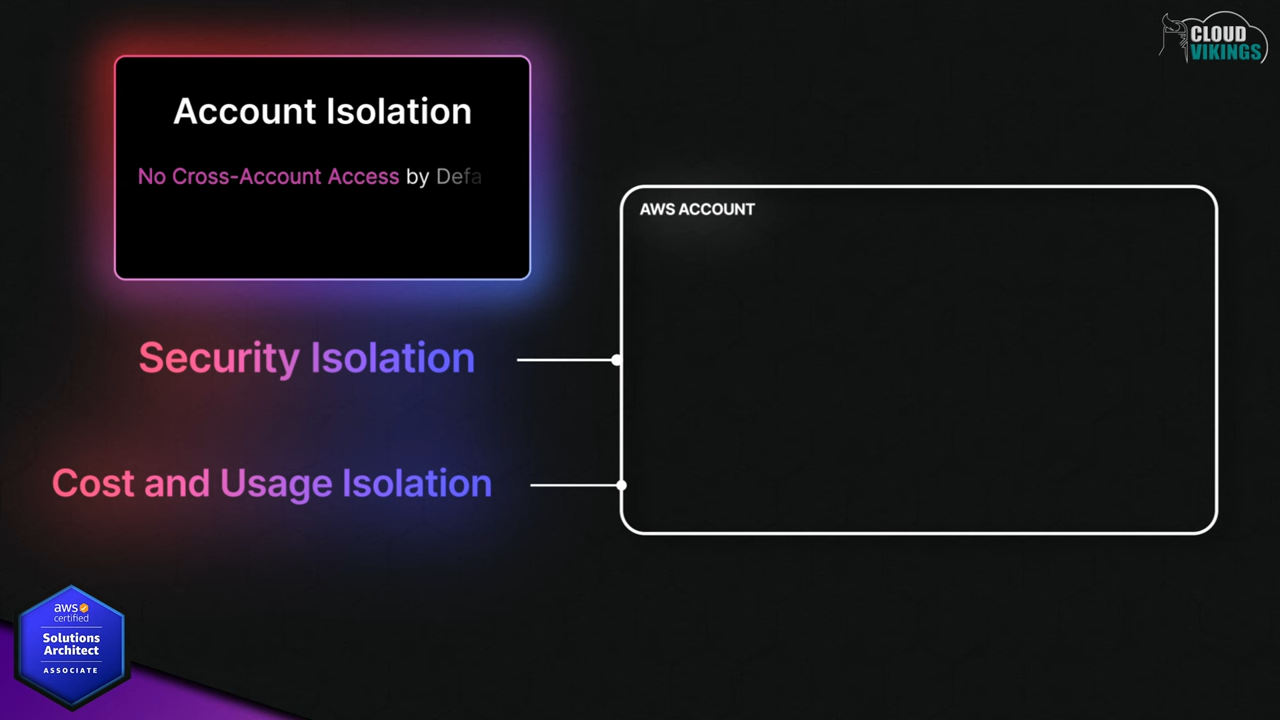 CLOUD
VIKINGS
Account Isolation
No Cross-Account Access by Defa
AWS ACCOUNT
Security Isolation
Cost and Usage Isolation
aws
certified
Solutions
Architect
ASSOCIATE